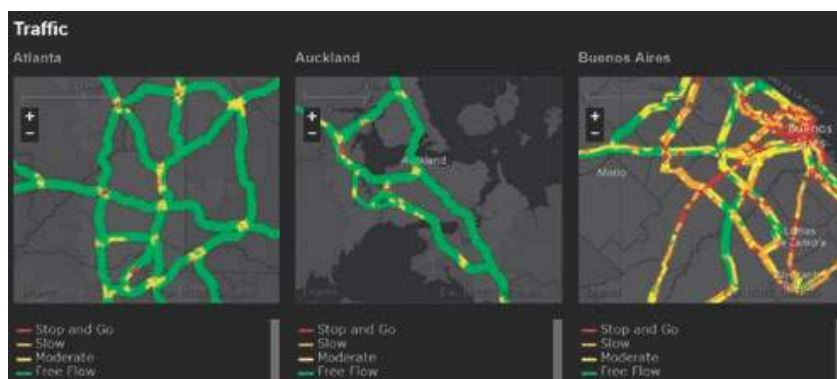 Traffic
Atlanta
Auckland
Buenos Aires
+
−
+
−
+
−
Auckland
Buenos
Aires
Merlo
Lomas
de Zamora
Stop and Go
Slow
Moderate
Free Flow
Stop and Go
Slow
Moderate
Free Flow
Stop and Go
Slow
Moderate
Free Flow